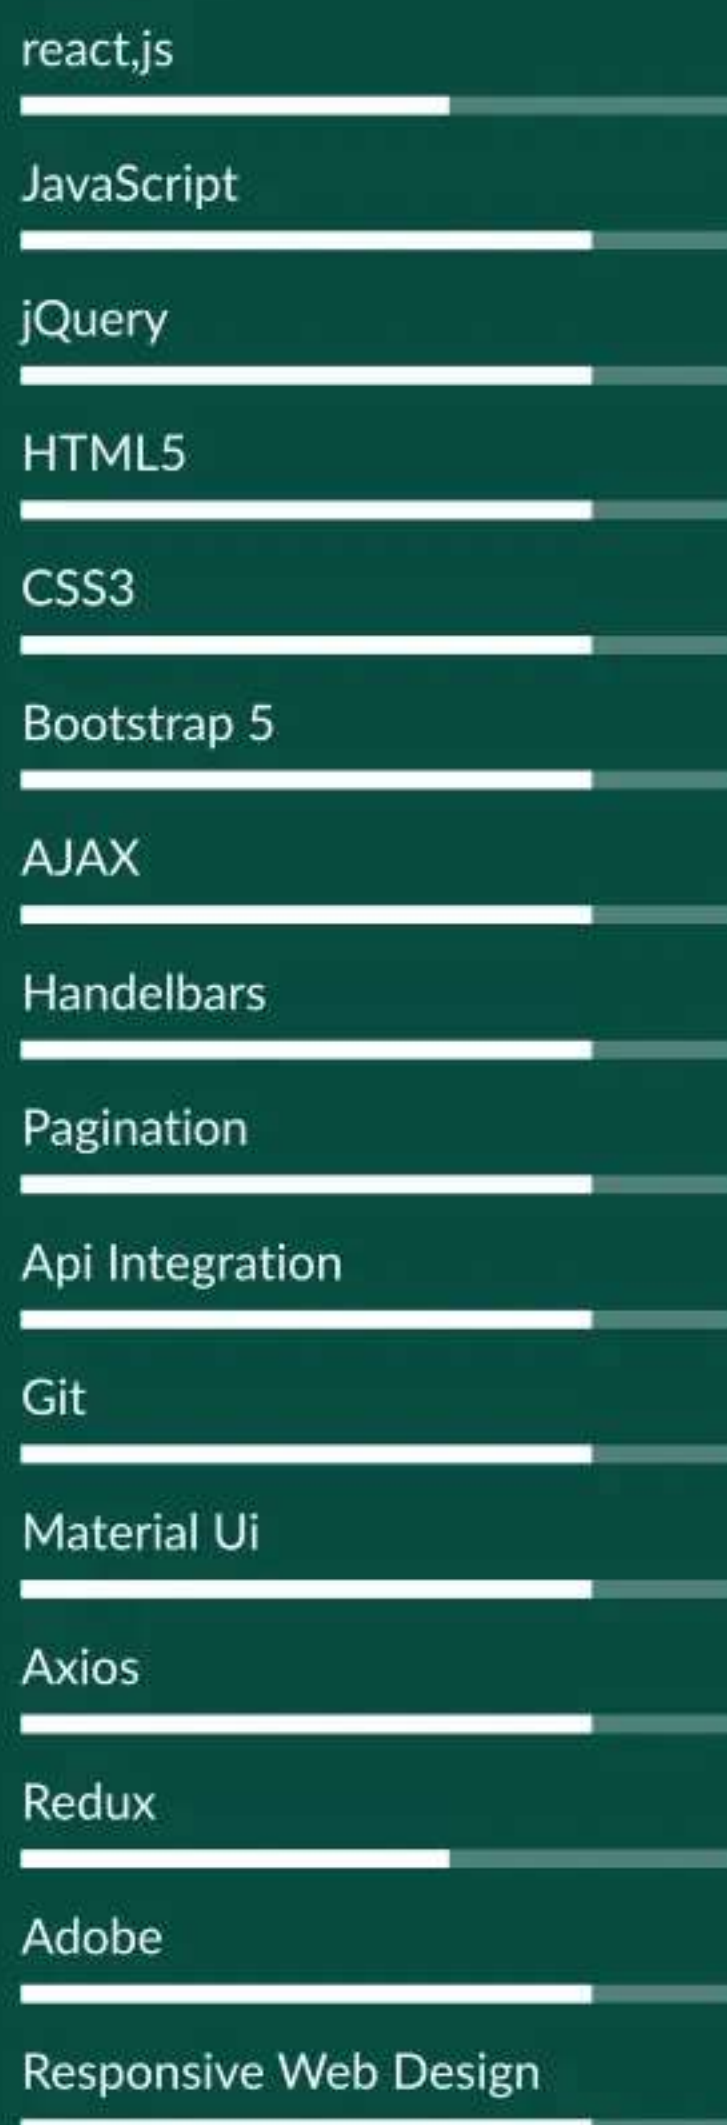 react,js
JavaScript
jQuery
HTML5
CSS3
Bootstrap 5
AJAX
Handelbars
Pagination
Api Integration
Git
Material Ui
Axios
Redux
Adobe
Responsive Web Design